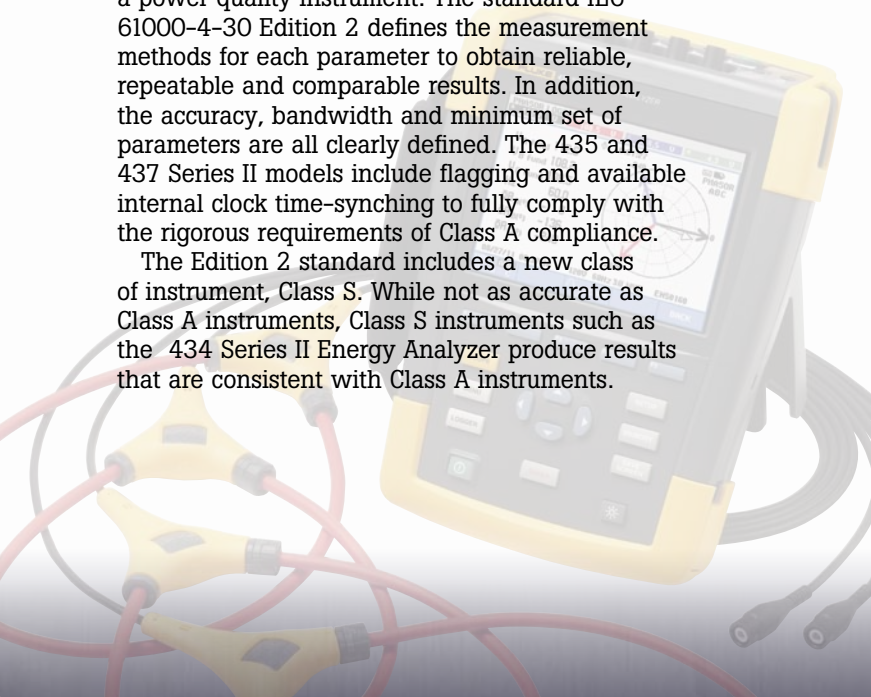 a power quality instrument. The standard IEC
61000-4-30 Edition 2 defines the measurement
methods for each parameter to obtain reliable,
repeatable and comparable results. In addition,
the accuracy, bandwidth and minimum set of
parameters are all clearly defined. The 435 and
437 Series II models include flagging and available
internal clock time-synching to fully comply with
the rigorous requirements of Class A compliance.
The Edition 2 standard includes a new class
of instrument, Class S. While not as accurate as
Class A instruments, Class S instruments such as
the 434 Series II Energy Analyzer produce results
that are consistent with Class A instruments.
PHASOR
ABC
EN50160
BACK
LOGGER